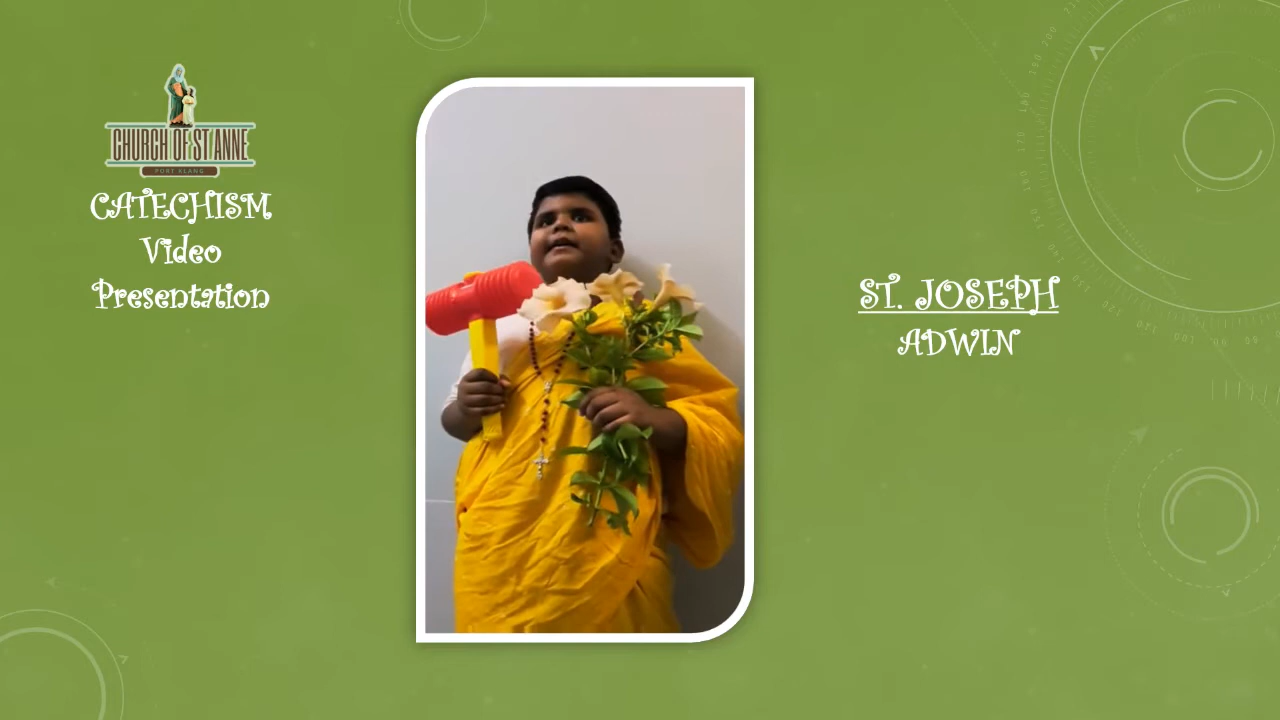 CHURCH OF ST ANNE
PORT KLANG
CATECHISM
Video
Presentation
ST. JOSEPH
ADWIN